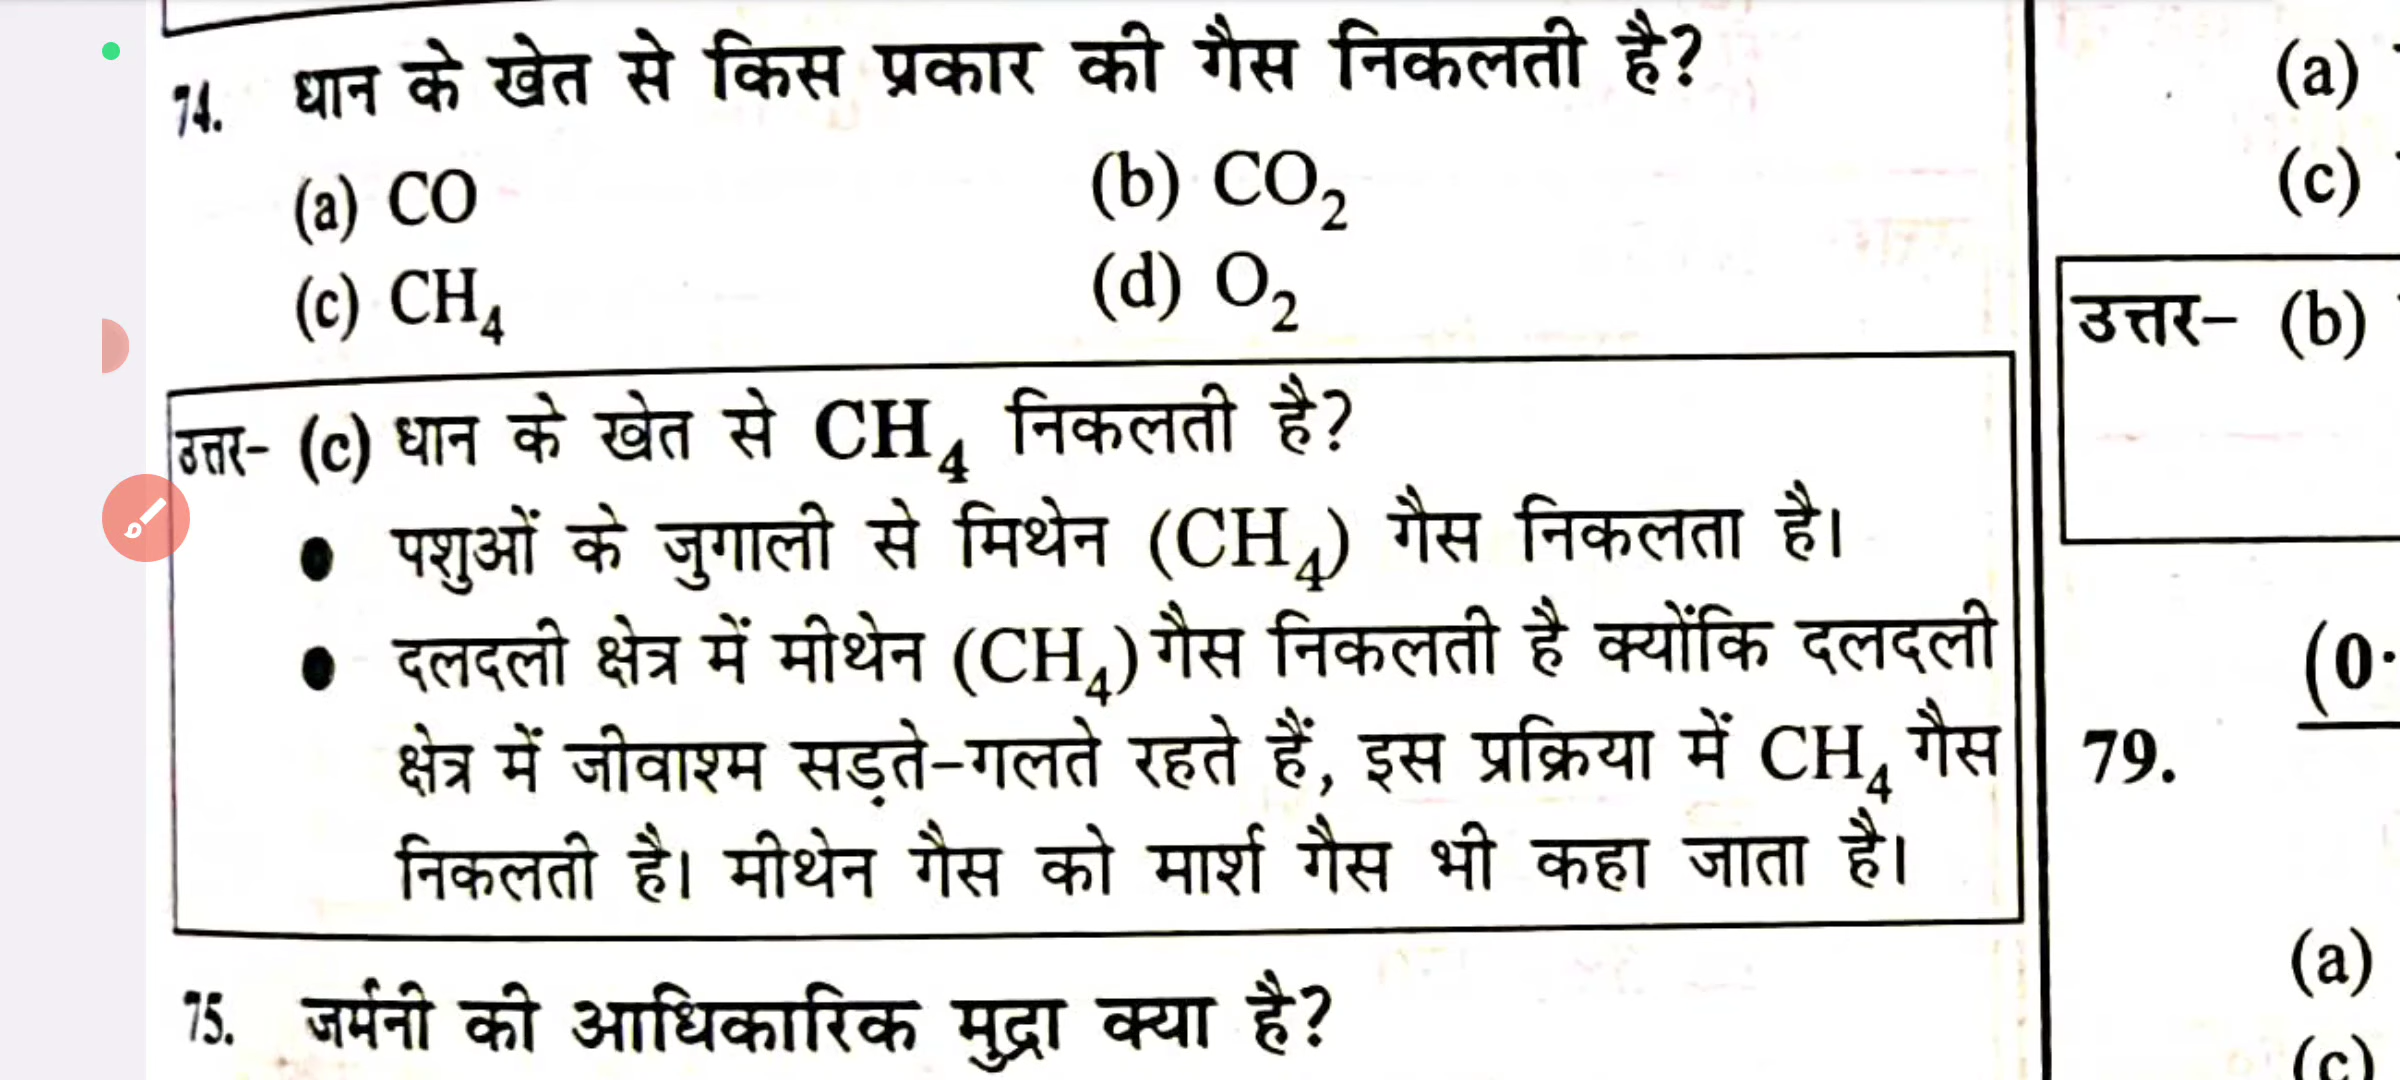 74. धान के खेत से किस प्रकार की गैस निकलती है?
(a) CO (b) CO₂
(c) CH₄ (d) O₂
उत्तर- (c) धान के खेत से CH₄ निकलती है?
● पशुओं के जुगाली से मिथेन (CH₄) गैस निकलता है।
● दलदली क्षेत्र में मीथेन (CH₄) गैस निकलती है क्योंकि दलदली
क्षेत्र में जीवाश्म सड़ते-गलते रहते हैं, इस प्रक्रिया में CH₄ गैस
निकलती है। मीथेन गैस को मार्श गैस भी कहा जाता है।
75. जर्मनी की आधिकारिक मुद्रा क्या है?
(a)
(c)
उत्तर- (b)
(0·
79.
(a)
(c)